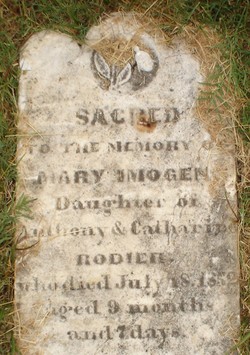 SACRED
TO THE MEMORY OF
MARY IMOGEN
Daughter of
Anthony & Catharine
RODIER,
who died July 18,
aged 9 months
and 7 days.